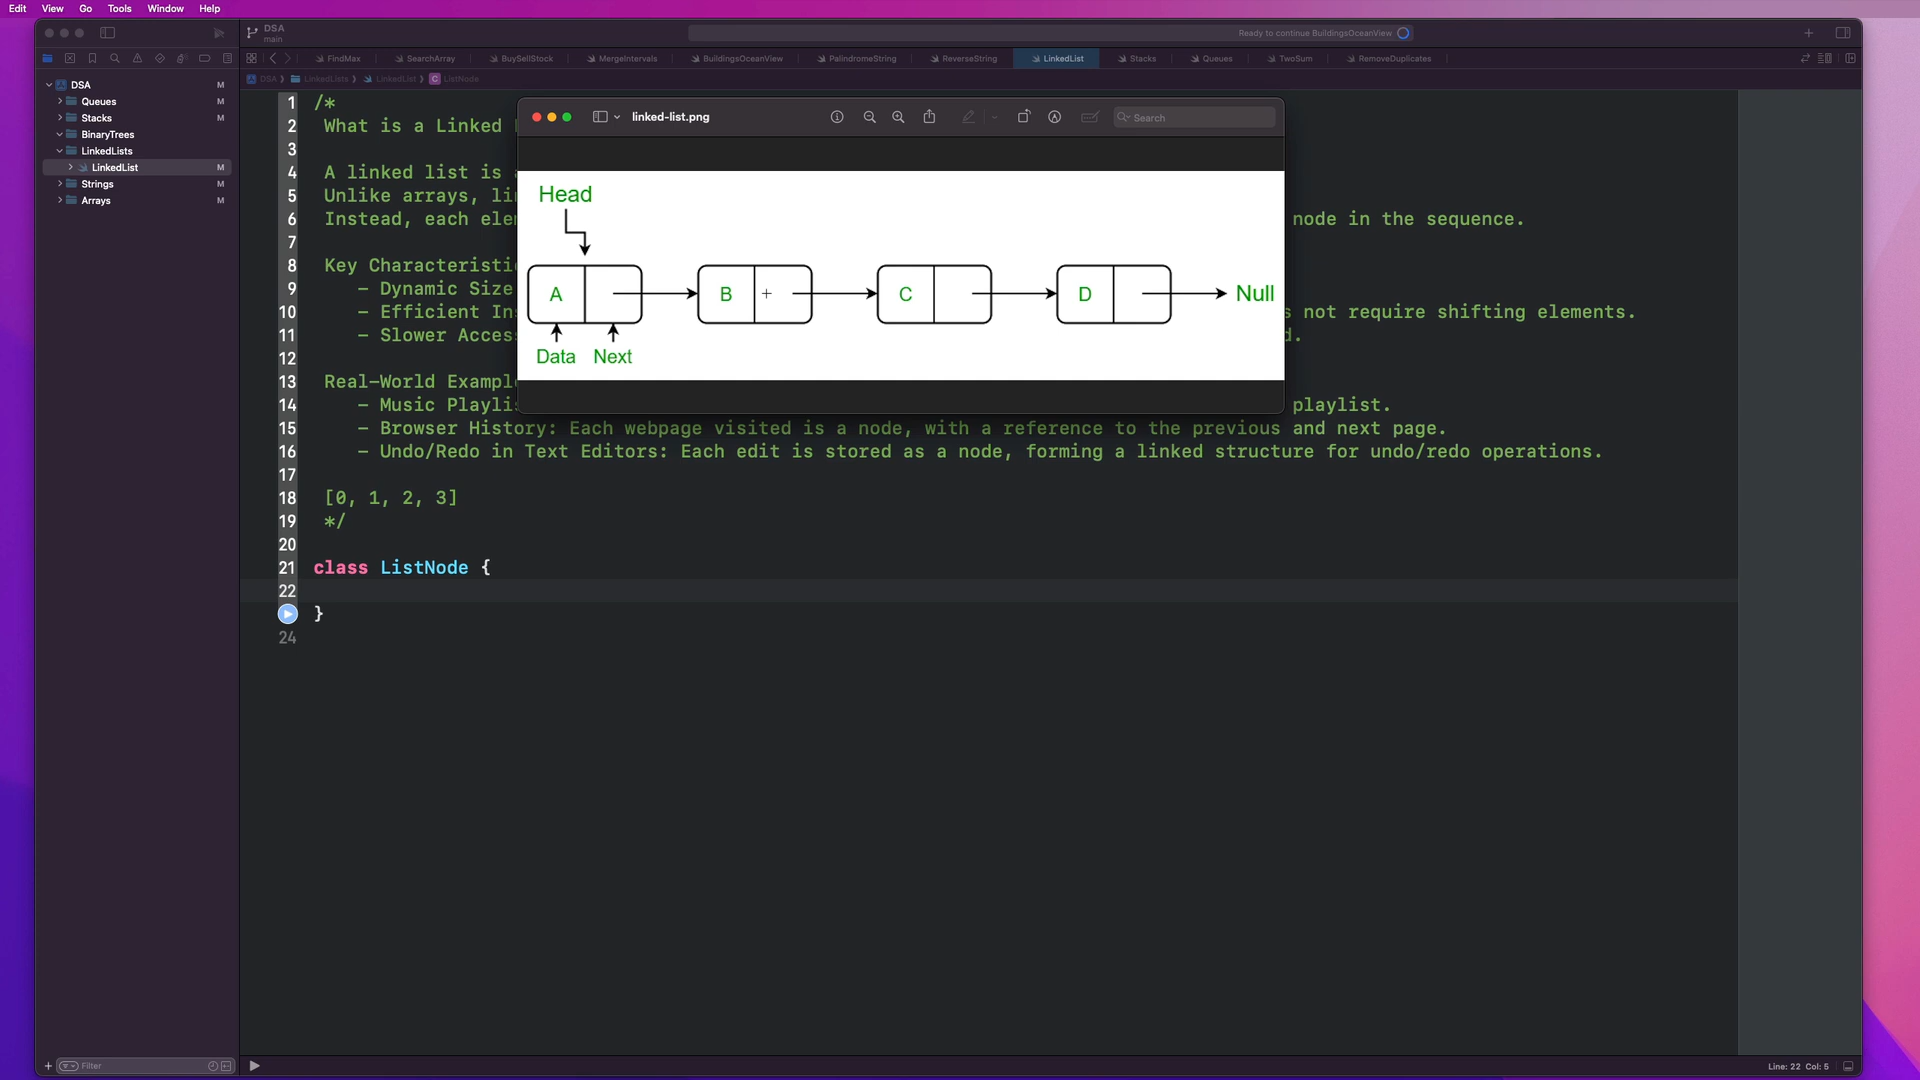 Edit View Go Tools Window Help
DSA
main
Ready to continue BuildingsOceanView
FindMax SearchArray BuySellStock MergeIntervals BuildingsOceanView PalindromeString ReverseString LinkedList Stacks Queues TwoSum RemoveDuplicates
DSA LinkedLists LinkedList C ListNode
DSA M
Queues M
Stacks M
BinaryTrees
LinkedLists
LinkedList M
Strings M
Arrays M
linked-list.png
Search
Head
A B + C D Null
Data Next
1 /*
2 What is a Linked
3
4 A linked list is
5 Unlike arrays,
6 Instead, each node in the sequence.
7
8 Key
9 - Dynamic Size
10 - Efficient not require shifting elements.
11 - Slower
12
13 Real-World
14 - Music playlist.
15 - Browser History: Each webpage visited is a node, with a reference to the previous and next page.
16 - Undo/Redo in Text Editors: Each edit is stored as a node, forming a linked structure for undo/redo operations.
17
18 [0, 1, 2, 3]
19 */
20
21 class ListNode {
22
}
24
Filter
Line: 22 Col: 5